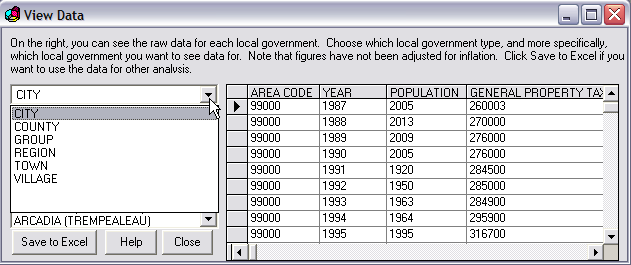 View Data
On the right, you can see the raw data for each local government. Choose which local government type, and more specifically,
which local government you want to see data for. Note that figures have not been adjusted for inflation. Click Save to Excel if you
want to use the data for other analysis.
CITY
CITY
COUNTY
GROUP
REGION
TOWN
VILLAGE
ARCADIA (TREMPEALEAU)
Save to Excel Help Close
AREA CODE YEAR POPULATION GENERAL PROPERTY TAX
99000 1987 2005 260003
99000 1988 2013 270000
99000 1989 2009 276000
99000 1990 2005 276000
99000 1991 1920 284500
99000 1992 1950 285000
99000 1993 1963 284900
99000 1994 1964 295900
99000 1995 1995 316700